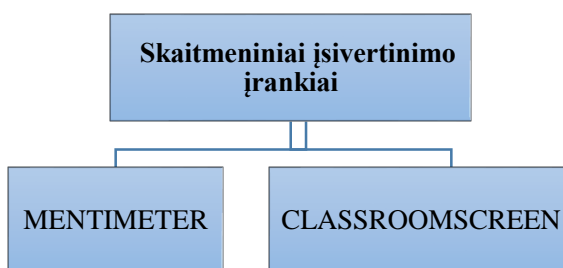 Skaitmeniniai įsivertinimo
įrankiai
MENTIMETER
CLASSROOMSCREEN